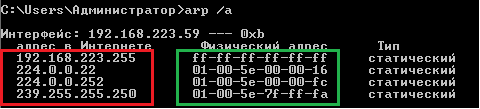 C:\Users\Администратор>arp /a
Интерфейс: 192.168.223.59 --- 0xb
адрес в Интернете Физический адрес Тип
192.168.223.255 ff-ff-ff-ff-ff-ff статический
224.0.0.22 01-00-5e-00-00-16 статический
224.0.0.252 01-00-5e-00-00-fc статический
239.255.255.250 01-00-5e-7f-ff-fa статический